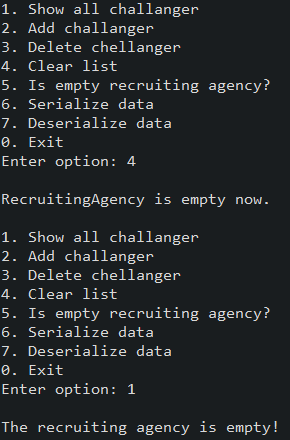 1. Show all challanger
2. Add challanger
3. Delete chellanger
4. Clear list
5. Is empty recruiting agency?
6. Serialize data
7. Deserialize data
0. Exit
Enter option: 4
RecruitingAgency is empty now.
1. Show all challanger
2. Add challanger
3. Delete chellanger
4. Clear list
5. Is empty recruiting agency?
6. Serialize data
7. Deserialize data
0. Exit
Enter option: 1
The recruiting agency is empty!